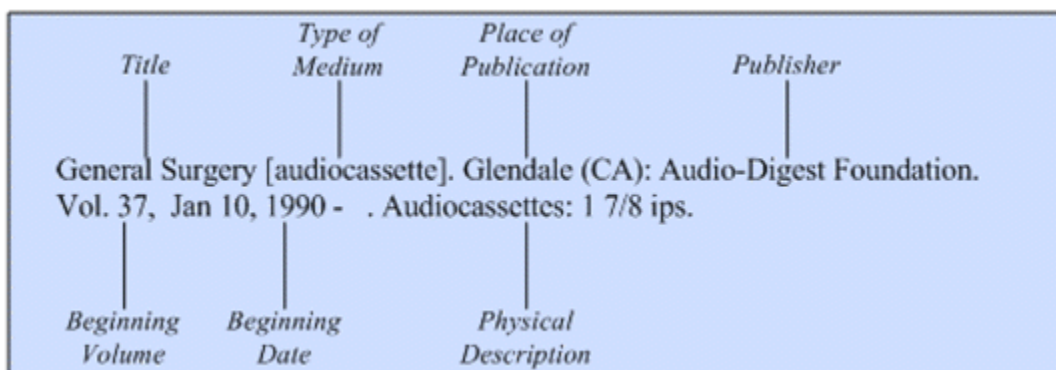 Type of Place of
Title Medium Publication Publisher
General Surgery [audiocassette]. Glendale (CA): Audio-Digest Foundation.
Vol. 37, Jan 10, 1990 - . Audiocassettes: 1 7/8 ips.
Beginning Beginning Physical
Volume Date Description